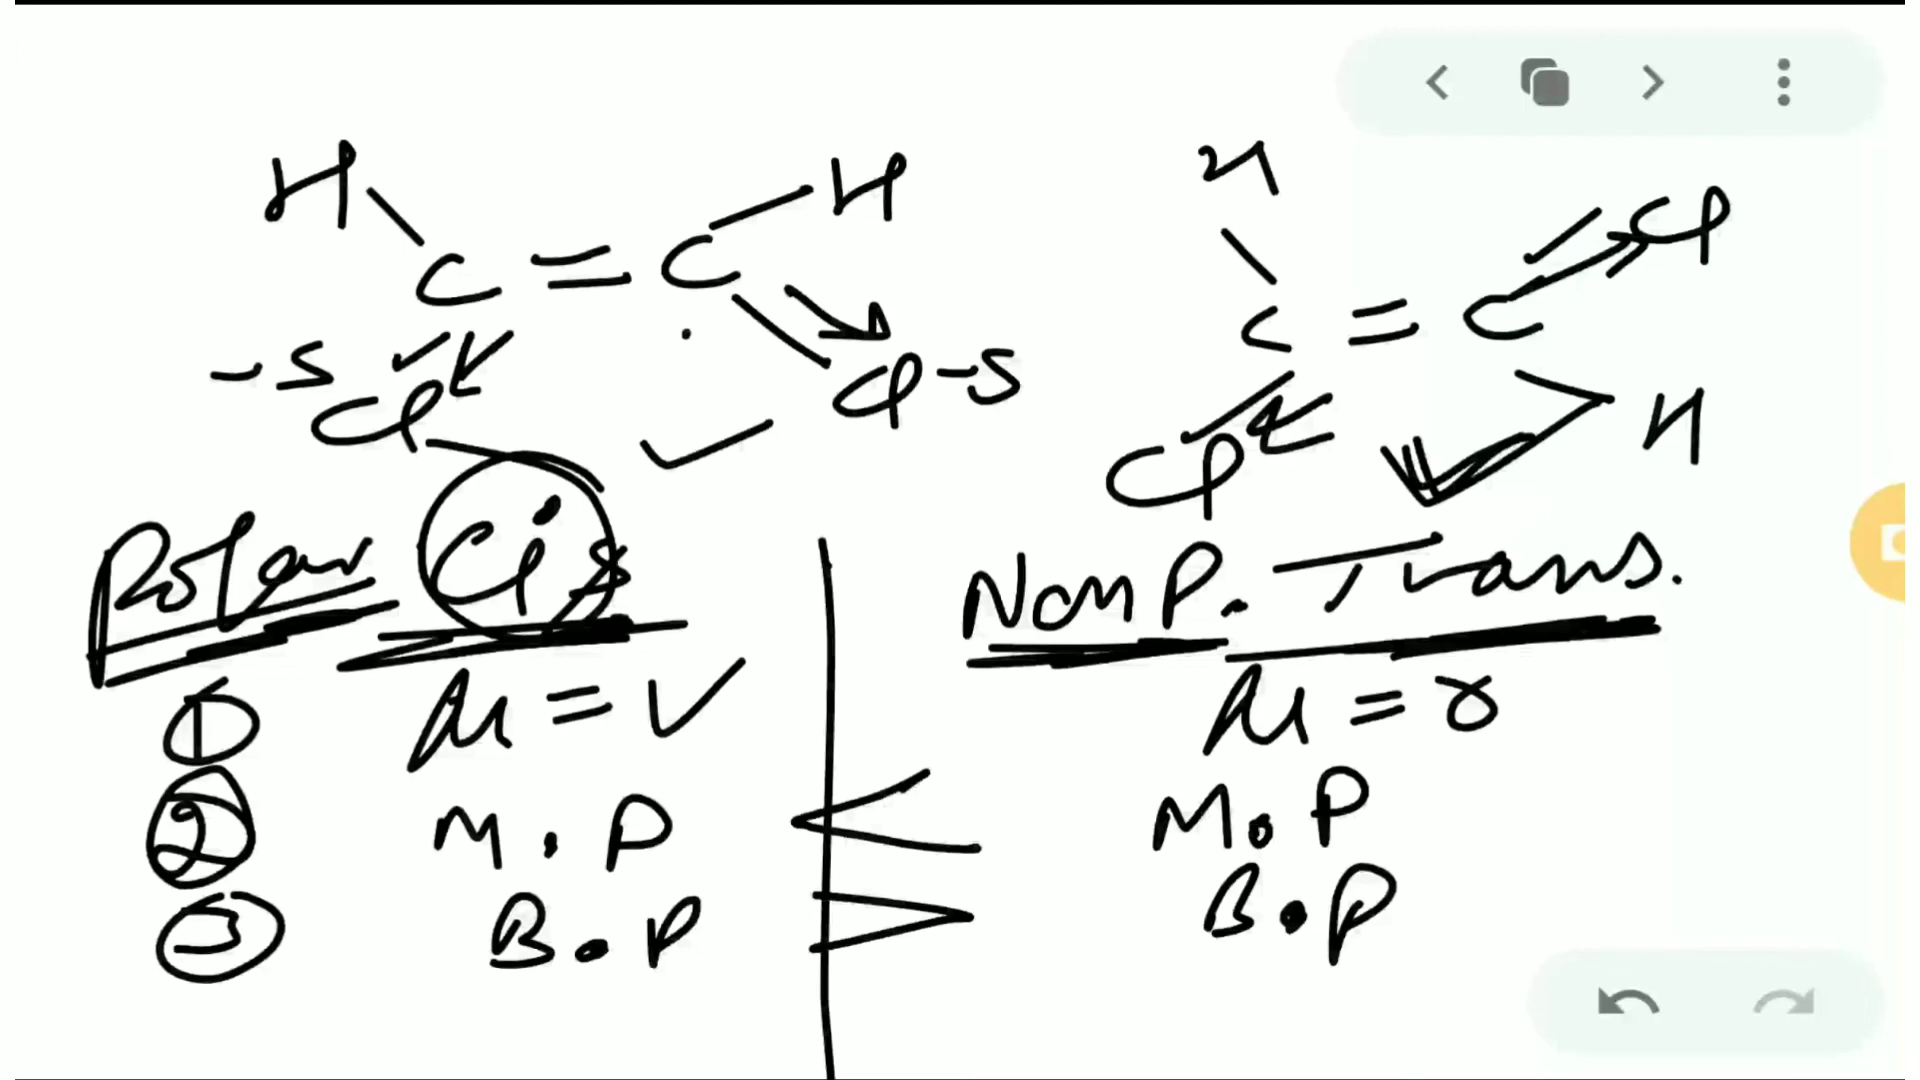 H H
C = C
-S Cl Cl -S
H Cl
C = C
Cl H
Polar Cis
Non P. Trans.
① μ = ✓ μ = 0
② M.P < M.P
③ B.P > B.P